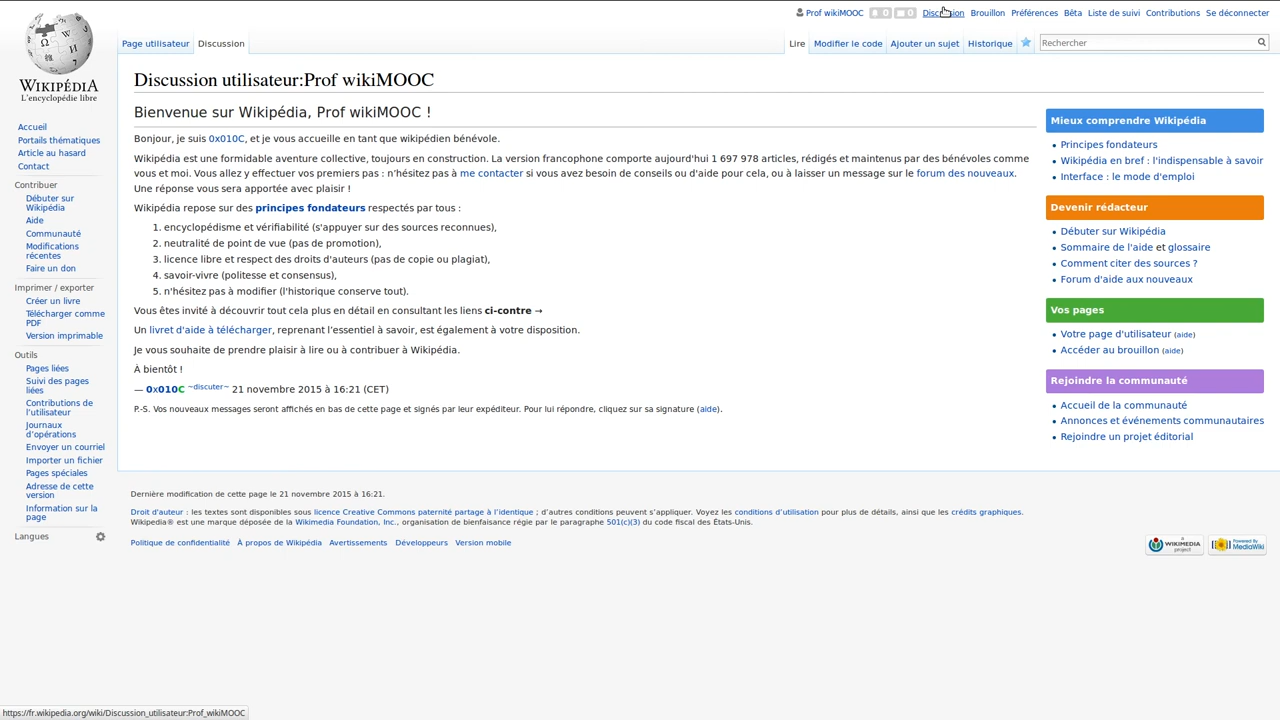 Prof wikiMOOC 0 0 Discussion Brouillon Préférences Bêta Liste de suivi Contributions Se déconnecter
Page utilisateur Discussion Lire Modifier le code Ajouter un sujet Historique Rechercher
WIKIPÉDIA
L'encyclopédie libre
Accueil
Portails thématiques
Article au hasard
Contact
Contribuer
Débuter sur
Wikipédia
Aide
Communauté
Modifications
récentes
Faire un don
Imprimer / exporter
Créer un livre
Télécharger comme
PDF
Version imprimable
Outils
Pages liées
Suivi des pages
liées
Contributions de
l'utilisateur
Journaux
d'opérations
Envoyer un courriel
Importer un fichier
Pages spéciales
Adresse de cette
version
Information sur la
page
Langues
Discussion utilisateur:Prof wikiMOOC
Bienvenue sur Wikipédia, Prof wikiMOOC !
Bonjour, je suis 0x010C, et je vous accueille en tant que wikipédien bénévole.
Wikipédia est une formidable aventure collective, toujours en construction. La version francophone comporte aujourd'hui 1 697 978 articles, rédigés et maintenus par des bénévoles comme
vous et moi. Vous allez y effectuer vos premiers pas : n'hésitez pas à me contacter si vous avez besoin de conseils ou d'aide pour cela, ou à laisser un message sur le forum des nouveaux.
Une réponse vous sera apportée avec plaisir !
Wikipédia repose sur des principes fondateurs respectés par tous :
1. encyclopédisme et vérifiabilité (s'appuyer sur des sources reconnues),
2. neutralité de point de vue (pas de promotion),
3. licence libre et respect des droits d'auteurs (pas de copie ou plagiat),
4. savoir-vivre (politesse et consensus),
5. n'hésitez pas à modifier (l'historique conserve tout).
Vous êtes invité à découvrir tout cela plus en détail en consultant les liens ci-contre →
Un livret d'aide à télécharger, reprenant l'essentiel à savoir, est également à votre disposition.
Je vous souhaite de prendre plaisir à lire ou à contribuer à Wikipédia.
À bientôt !
— 0x010C ~discuter~ 21 novembre 2015 à 16:21 (CET)
P.-S. Vos nouveaux messages seront affichés en bas de cette page et signés par leur expéditeur. Pour lui répondre, cliquez sur sa signature (aide).
Mieux comprendre Wikipédia
Principes fondateurs
Wikipédia en bref : l'indispensable à savoir
Interface : le mode d'emploi
Devenir rédacteur
Débuter sur Wikipédia
Sommaire de l'aide et glossaire
Comment citer des sources ?
Forum d'aide aux nouveaux
Vos pages
Votre page d'utilisateur (aide)
Accéder au brouillon (aide)
Rejoindre la communauté
Accueil de la communauté
Annonces et événements communautaires
Rejoindre un projet éditorial
Dernière modification de cette page le 21 novembre 2015 à 16:21.
Droit d'auteur : les textes sont disponibles sous licence Creative Commons paternité partage à l'identique ; d'autres conditions peuvent s'appliquer. Voyez les conditions d'utilisation pour plus de détails, ainsi que les crédits graphiques.
Wikipedia® est une marque déposée de la Wikimedia Foundation, Inc., organisation de bienfaisance régie par le paragraphe 501(c)(3) du code fiscal des États-Unis.
Politique de confidentialité À propos de Wikipédia Avertissements Développeurs Version mobile
A WIKIMEDIA project Powered By MediaWiki
https://fr.wikipedia.org/wiki/Discussion_utilisateur:Prof_wikiMOOC